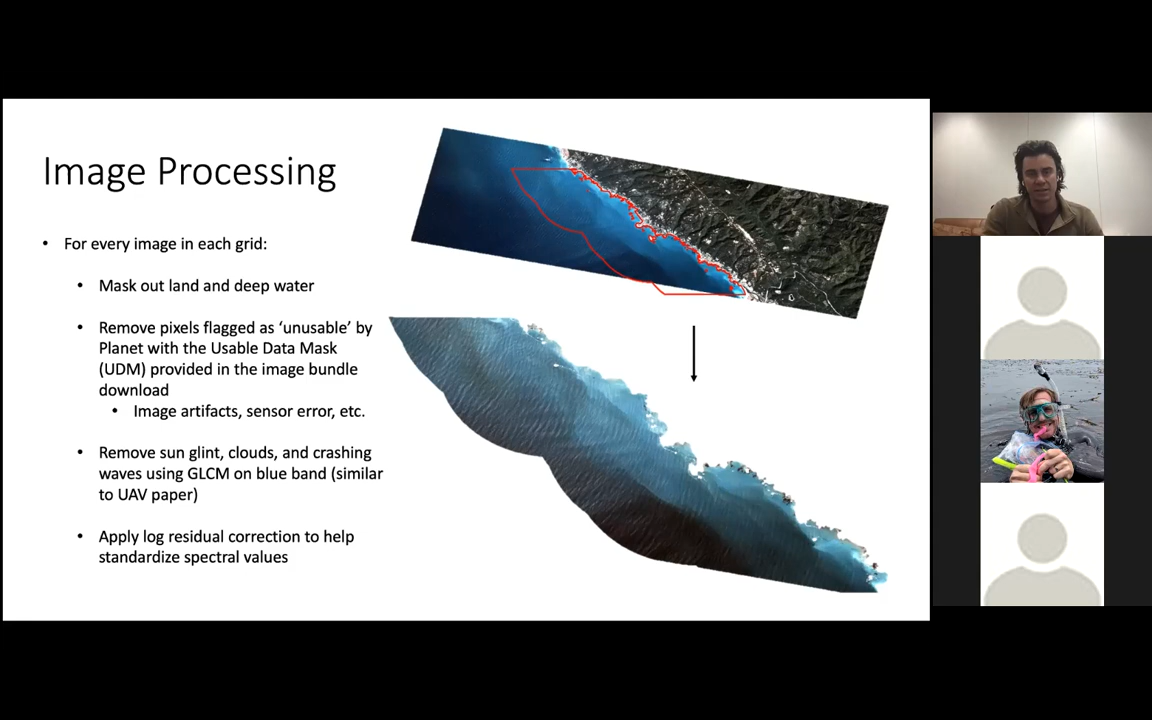 Image Processing
• For every image in each grid:
• Mask out land and deep water
• Remove pixels flagged as ‘unusable’ by
Planet with the Usable Data Mask
(UDM) provided in the image bundle
download
• Image artifacts, sensor error, etc.
• Remove sun glint, clouds, and crashing
waves using GLCM on blue band (similar
to UAV paper)
• Apply log residual correction to help
standardize spectral values